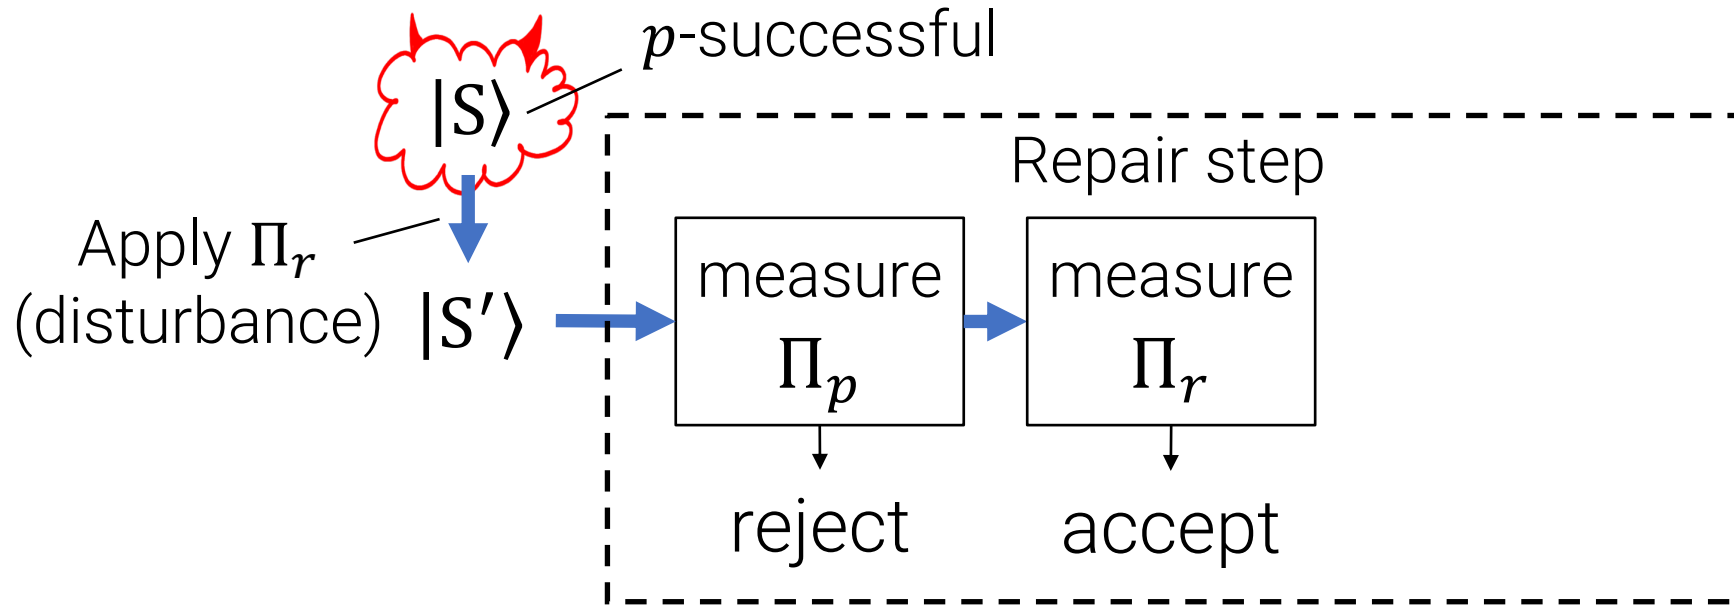 p-successful
|S⟩
Repair step
Apply Π_r
(disturbance)
|S′⟩
measure
Π_p
measure
Π_r
reject
accept